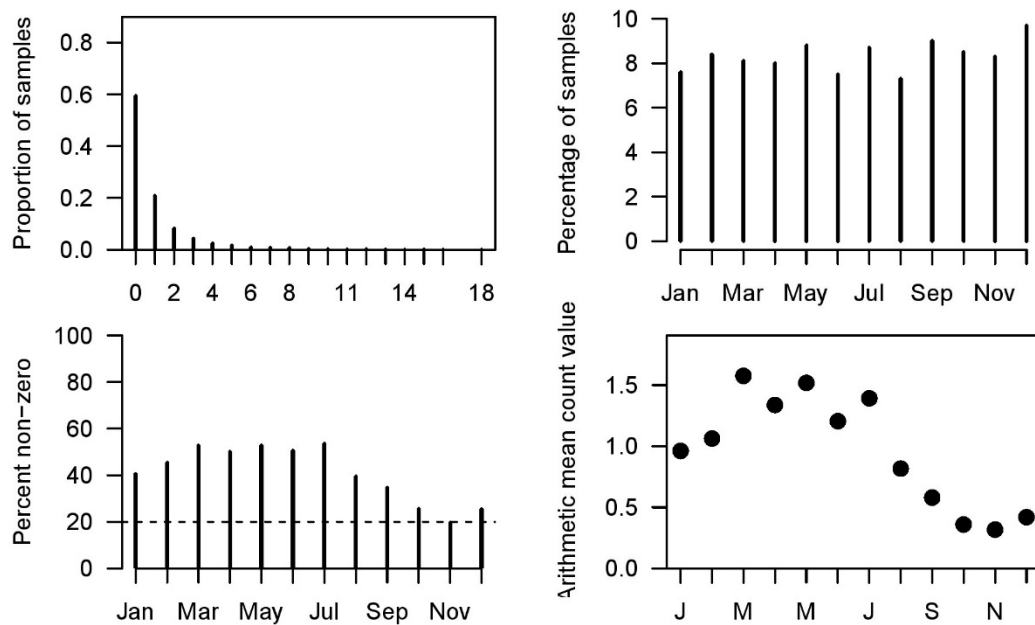 Proportion of samples
0.8
0.6
0.4
0.2
0.0
0 2 4 6 8 11 14 18
Percentage of samples
10
8
6
4
2
0
Jan Mar May Jul Sep Nov
Percent non-zero
100
80
60
40
20
0
Jan Mar May Jul Sep Nov
Arithmetic mean count value
1.5
1.0
0.5
0.0
J M M J S N